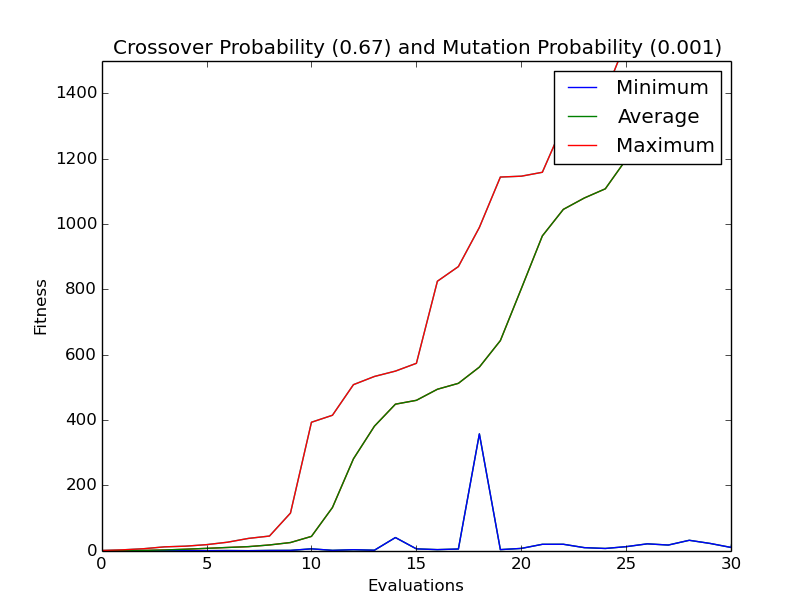 Crossover Probability (0.67) and Mutation Probability (0.001)
Minimum
Average
Maximum
1400
1200
1000
800
600
400
200
0
Fitness
0 5 10 15 20 25 30
Evaluations